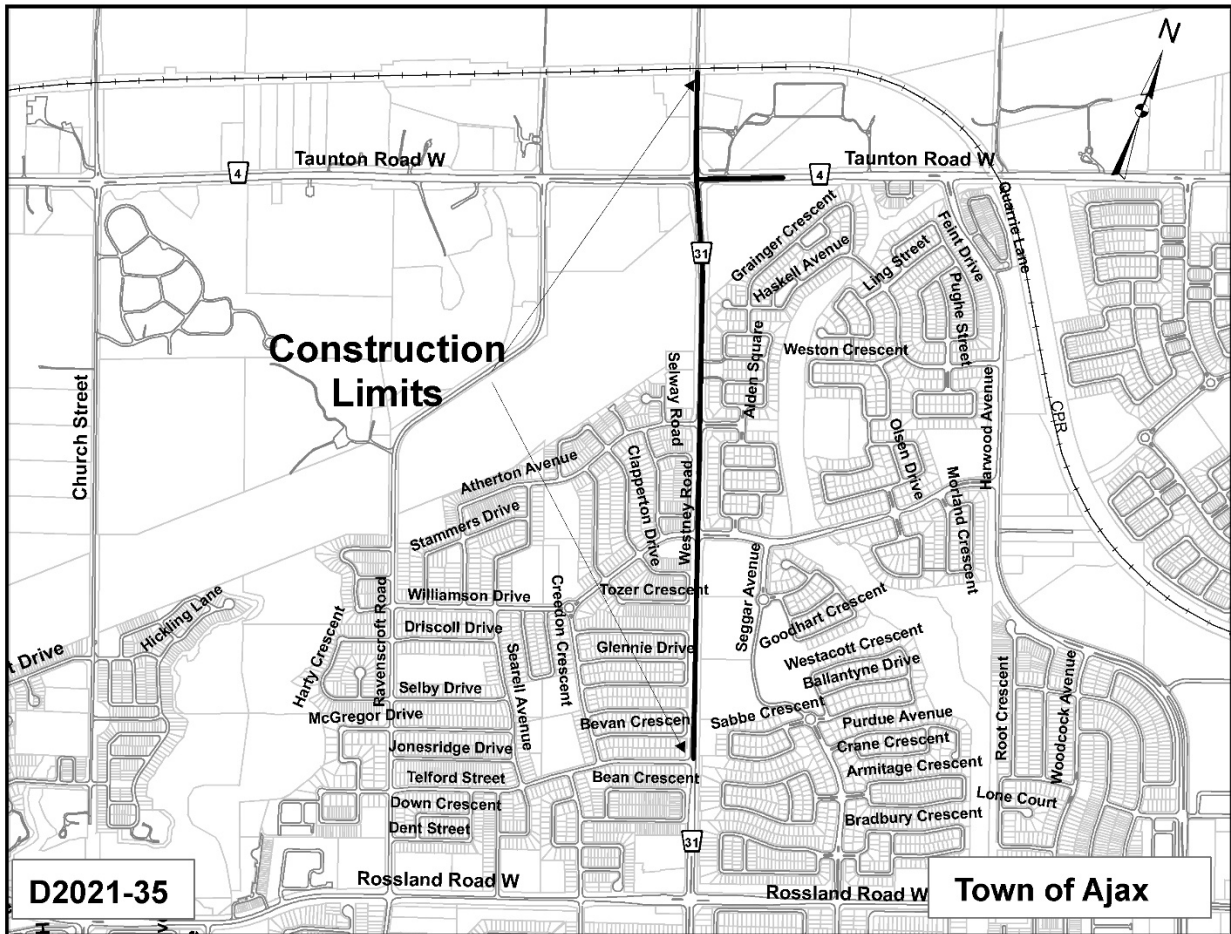 N
Taunton Road W
4
Taunton Road W
4
Quarrie Lane
Feint Drive
Grainger Crescent
Haskell Avenue
Ling Street
Pughe Street
31
Construction
Limits
Weston Crescent
Alden Square
Selway Road
Church Street
Harwood Avenue
CPR
Olsen Drive
Morland Crescent
Atherton Avenue
Clapperton Drive
Westney Road
Stammers Drive
Seggar Avenue
Tozer Crescent
Creedon Crescent
Williamson Drive
Hickling Lane
Ravenscroft Road
Driscoll Drive
Goodhart Crescent
Glennie Drive
Westacott Crescent
Ballantyne Drive
t Drive
Harty Crescent
Searell Avenue
Selby Drive
McGregor Drive
Bevan Crescen
Sabbe Crescent
Purdue Avenue
Root Crescent
Woodcock Avenue
Jonesridge Drive
Crane Crescent
Telford Street
Bean Crescent
Armitage Crescent
Down Crescent
Lone Court
Dent Street
Bradbury Crescent
31
Rossland Road W
Rossland Road W
D2021-35
Town of Ajax